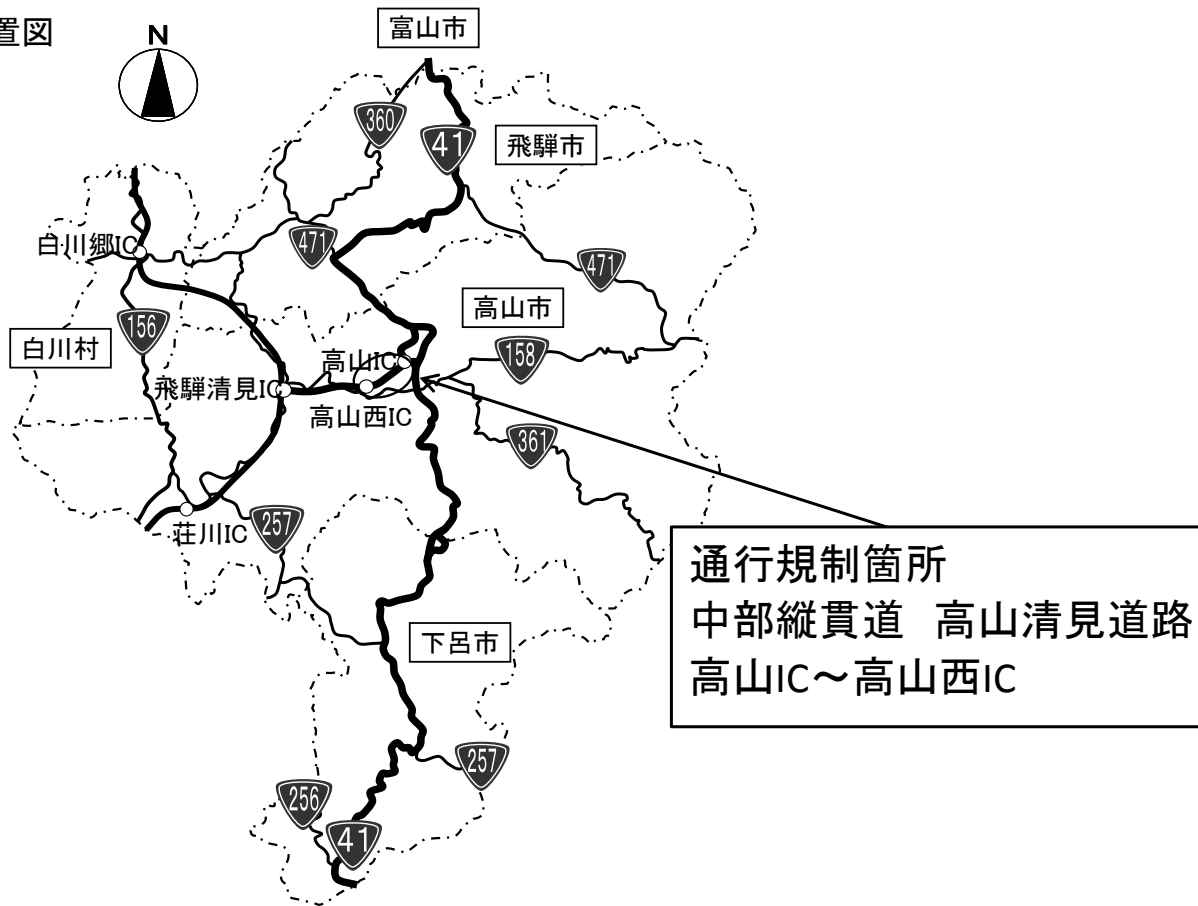 置図
N
富山市
360
41
飛騨市
白川郷IC
471
471
高山市
156
白川村
158
高山IC
飛騨清見IC
高山西IC
361
荘川IC
257
下呂市
通行規制箇所
中部縦貫道　高山清見道路
高山IC～高山西IC
257
256
41